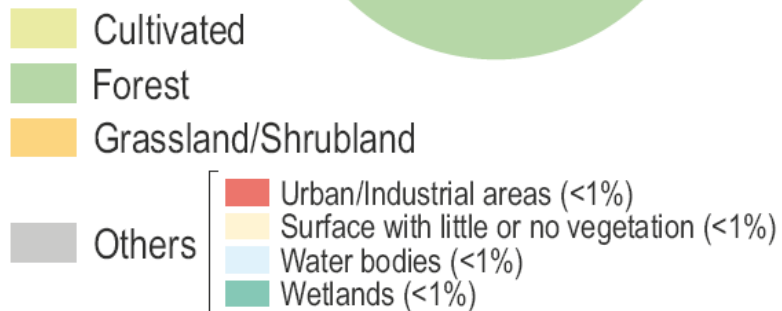 Cultivated
Forest
Grassland/Shrubland
Others
Urban/Industrial areas (<1%)
Surface with little or no vegetation (<1%)
Water bodies (<1%)
Wetlands (<1%)